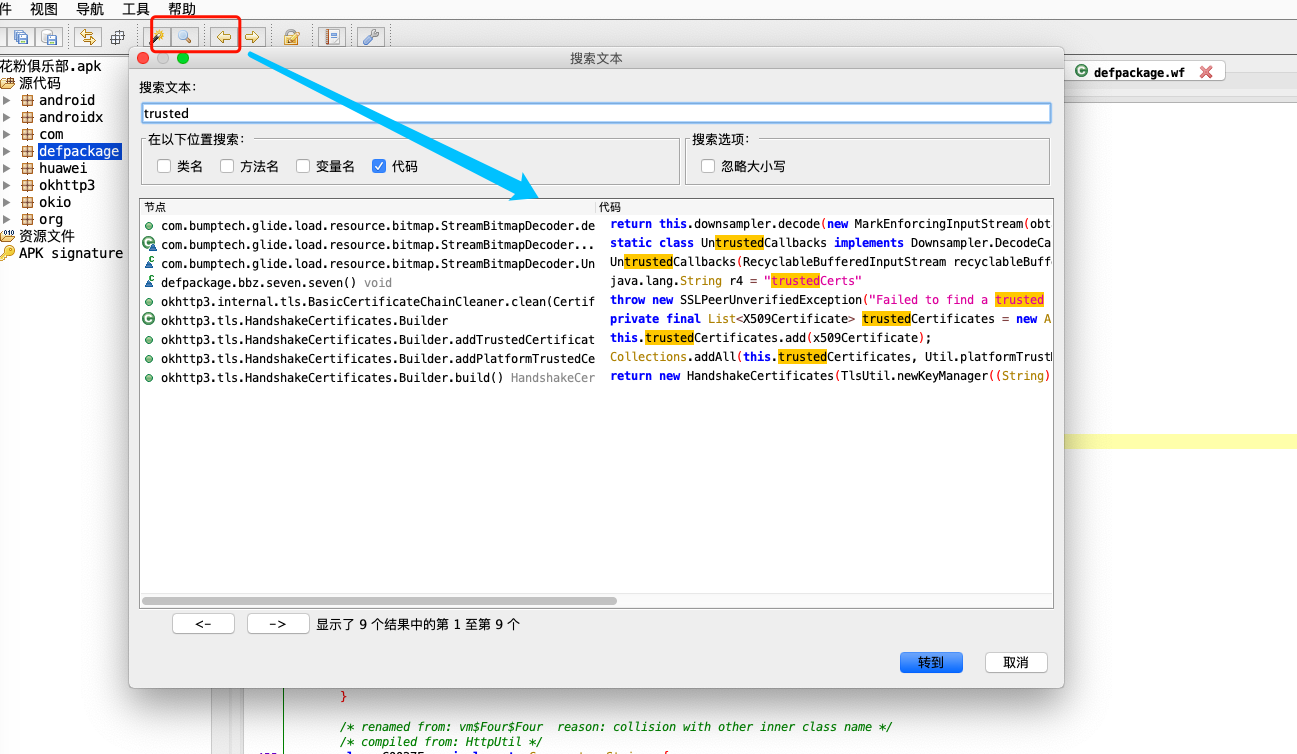 件 视图 导航 工具 帮助
花粉俱乐部.apk
源代码
android
androidx
com
defpackage
huawei
okhttp3
okio
org
资源文件
APK signature
defpackage.wf
搜索文本
搜索文本：
trusted
在以下位置搜索：
类名 方法名 变量名 代码
搜索选项：
忽略大小写
节点 代码
com.bumptech.glide.load.resource.bitmap.StreamBitmapDecoder.de return this.downsampler.decode(new MarkEnforcingInputStream(obt
com.bumptech.glide.load.resource.bitmap.StreamBitmapDecoder... static class UntrustedCallbacks implements Downsampler.DecodeCa
com.bumptech.glide.load.resource.bitmap.StreamBitmapDecoder.Un UntrustedCallbacks(RecyclableBufferedInputStream recyclableBuff
defpackage.bbz.seven.seven() void java.lang.String r4 = "trustedCerts"
okhttp3.internal.tls.BasicCertificateChainCleaner.clean(Certif throw new SSLPeerUnverifiedException("Failed to find a trusted
okhttp3.tls.HandshakeCertificates.Builder private final List<X509Certificate> trustedCertificates = new A
okhttp3.tls.HandshakeCertificates.Builder.addTrustedCertificat this.trustedCertificates.add(x509Certificate);
okhttp3.tls.HandshakeCertificates.Builder.addPlatformTrustedCe Collections.addAll(this.trustedCertificates, Util.platformTrust
okhttp3.tls.HandshakeCertificates.Builder.build() HandshakeCer return new HandshakeCertificates(TlsUtil.newKeyManager((String)
<- -> 显示了 9 个结果中的第 1 至第 9 个
转到 取消
}
/* renamed from: vm$Four$Four reason: collision with other inner class name */
/* compiled from: HttpUtil */